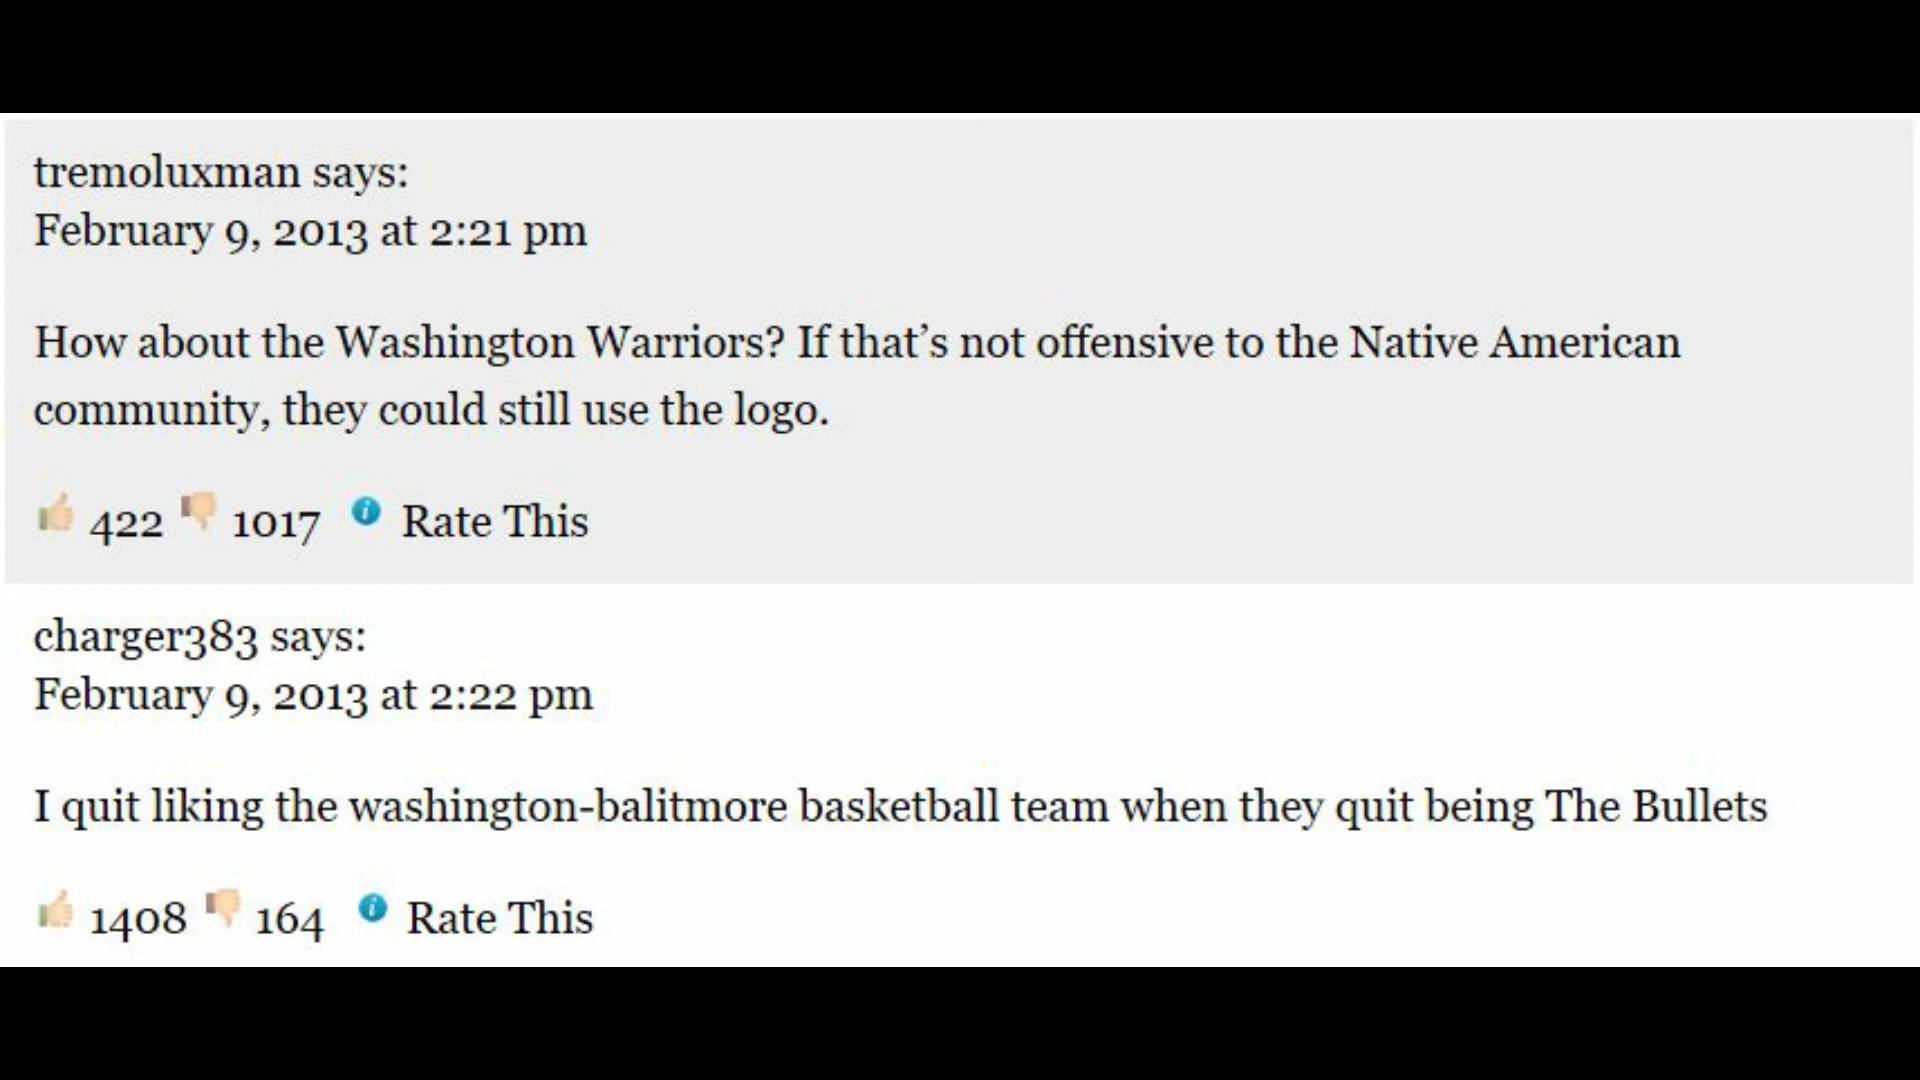 tremoluxman says:
February 9, 2013 at 2:21 pm
How about the Washington Warriors? If that’s not offensive to the Native American
community, they could still use the logo.
422 1017 i Rate This
charger383 says:
February 9, 2013 at 2:22 pm
I quit liking the washington-balitmore basketball team when they quit being The Bullets
1408 164 i Rate This